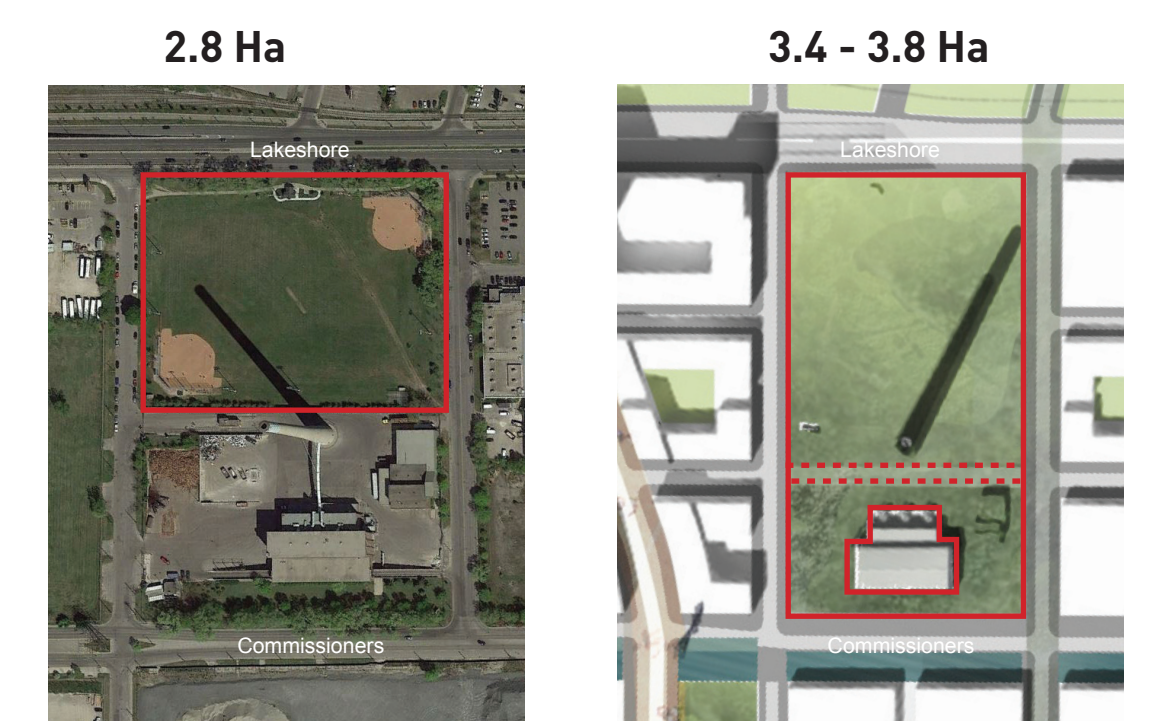 2.8 Ha
3.4 - 3.8 Ha
Lakeshore
Lakeshore
Commissioners
Commissioners